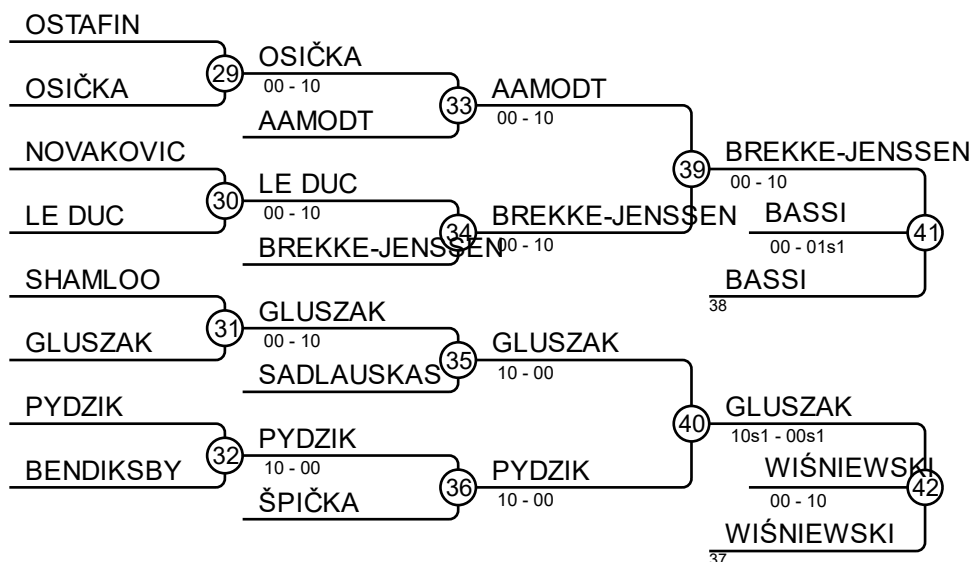 OSTAFIN
29
OSIČKA
00 - 10
OSIČKA
33
AAMODT
00 - 10
AAMODT
NOVAKOVIC
39
BREKKE-JENSSEN
00 - 10
30
LE DUC
00 - 10
LE DUC
34
BREKKE-JENSSEN
00 - 10
BASSI
00 - 01s1
41
BREKKE-JENSSEN
SHAMLOO
BASSI
38
31
GLUSZAK
00 - 10
GLUSZAK
35
GLUSZAK
10 - 00
SADLAUSKAS
PYDZIK
40
GLUSZAK
10s1 - 00s1
32
PYDZIK
10 - 00
BENDIKSBY
36
PYDZIK
10 - 00
WIŚNIEWSKI
00 - 10
42
ŠPIČKA
WIŚNIEWSKI
37